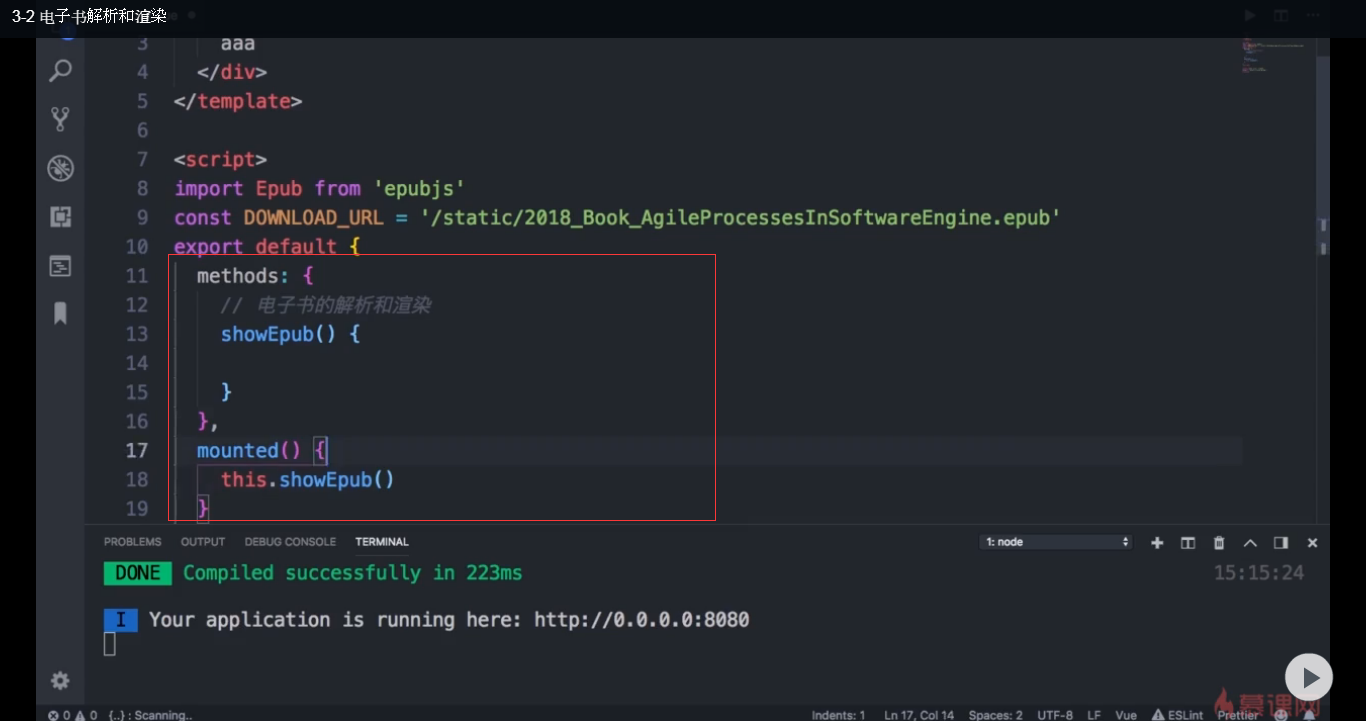 3-2 电子书解析和渲染
3 aaa
4 </div>
5 </template>
6
7 <script>
8 import Epub from 'epubjs'
9 const DOWNLOAD_URL = '/static/2018_Book_AgileProcessesInSoftwareEngine.epub'
10 export default {
11 methods: {
12 // 电子书的解析和渲染
13 showEpub() {
14
15 }
16 },
17 mounted() {
18 this.showEpub()
19 }
PROBLEMS OUTPUT DEBUG CONSOLE TERMINAL 1: node
DONE Compiled successfully in 223ms 15:15:24
I Your application is running here: http://0.0.0.0:8080
慕课网
0 0 {..} : Scanning.. Indents: 1 Ln 17, Col 14 Spaces: 2 UTF-8 LF Vue ESLint Prettier